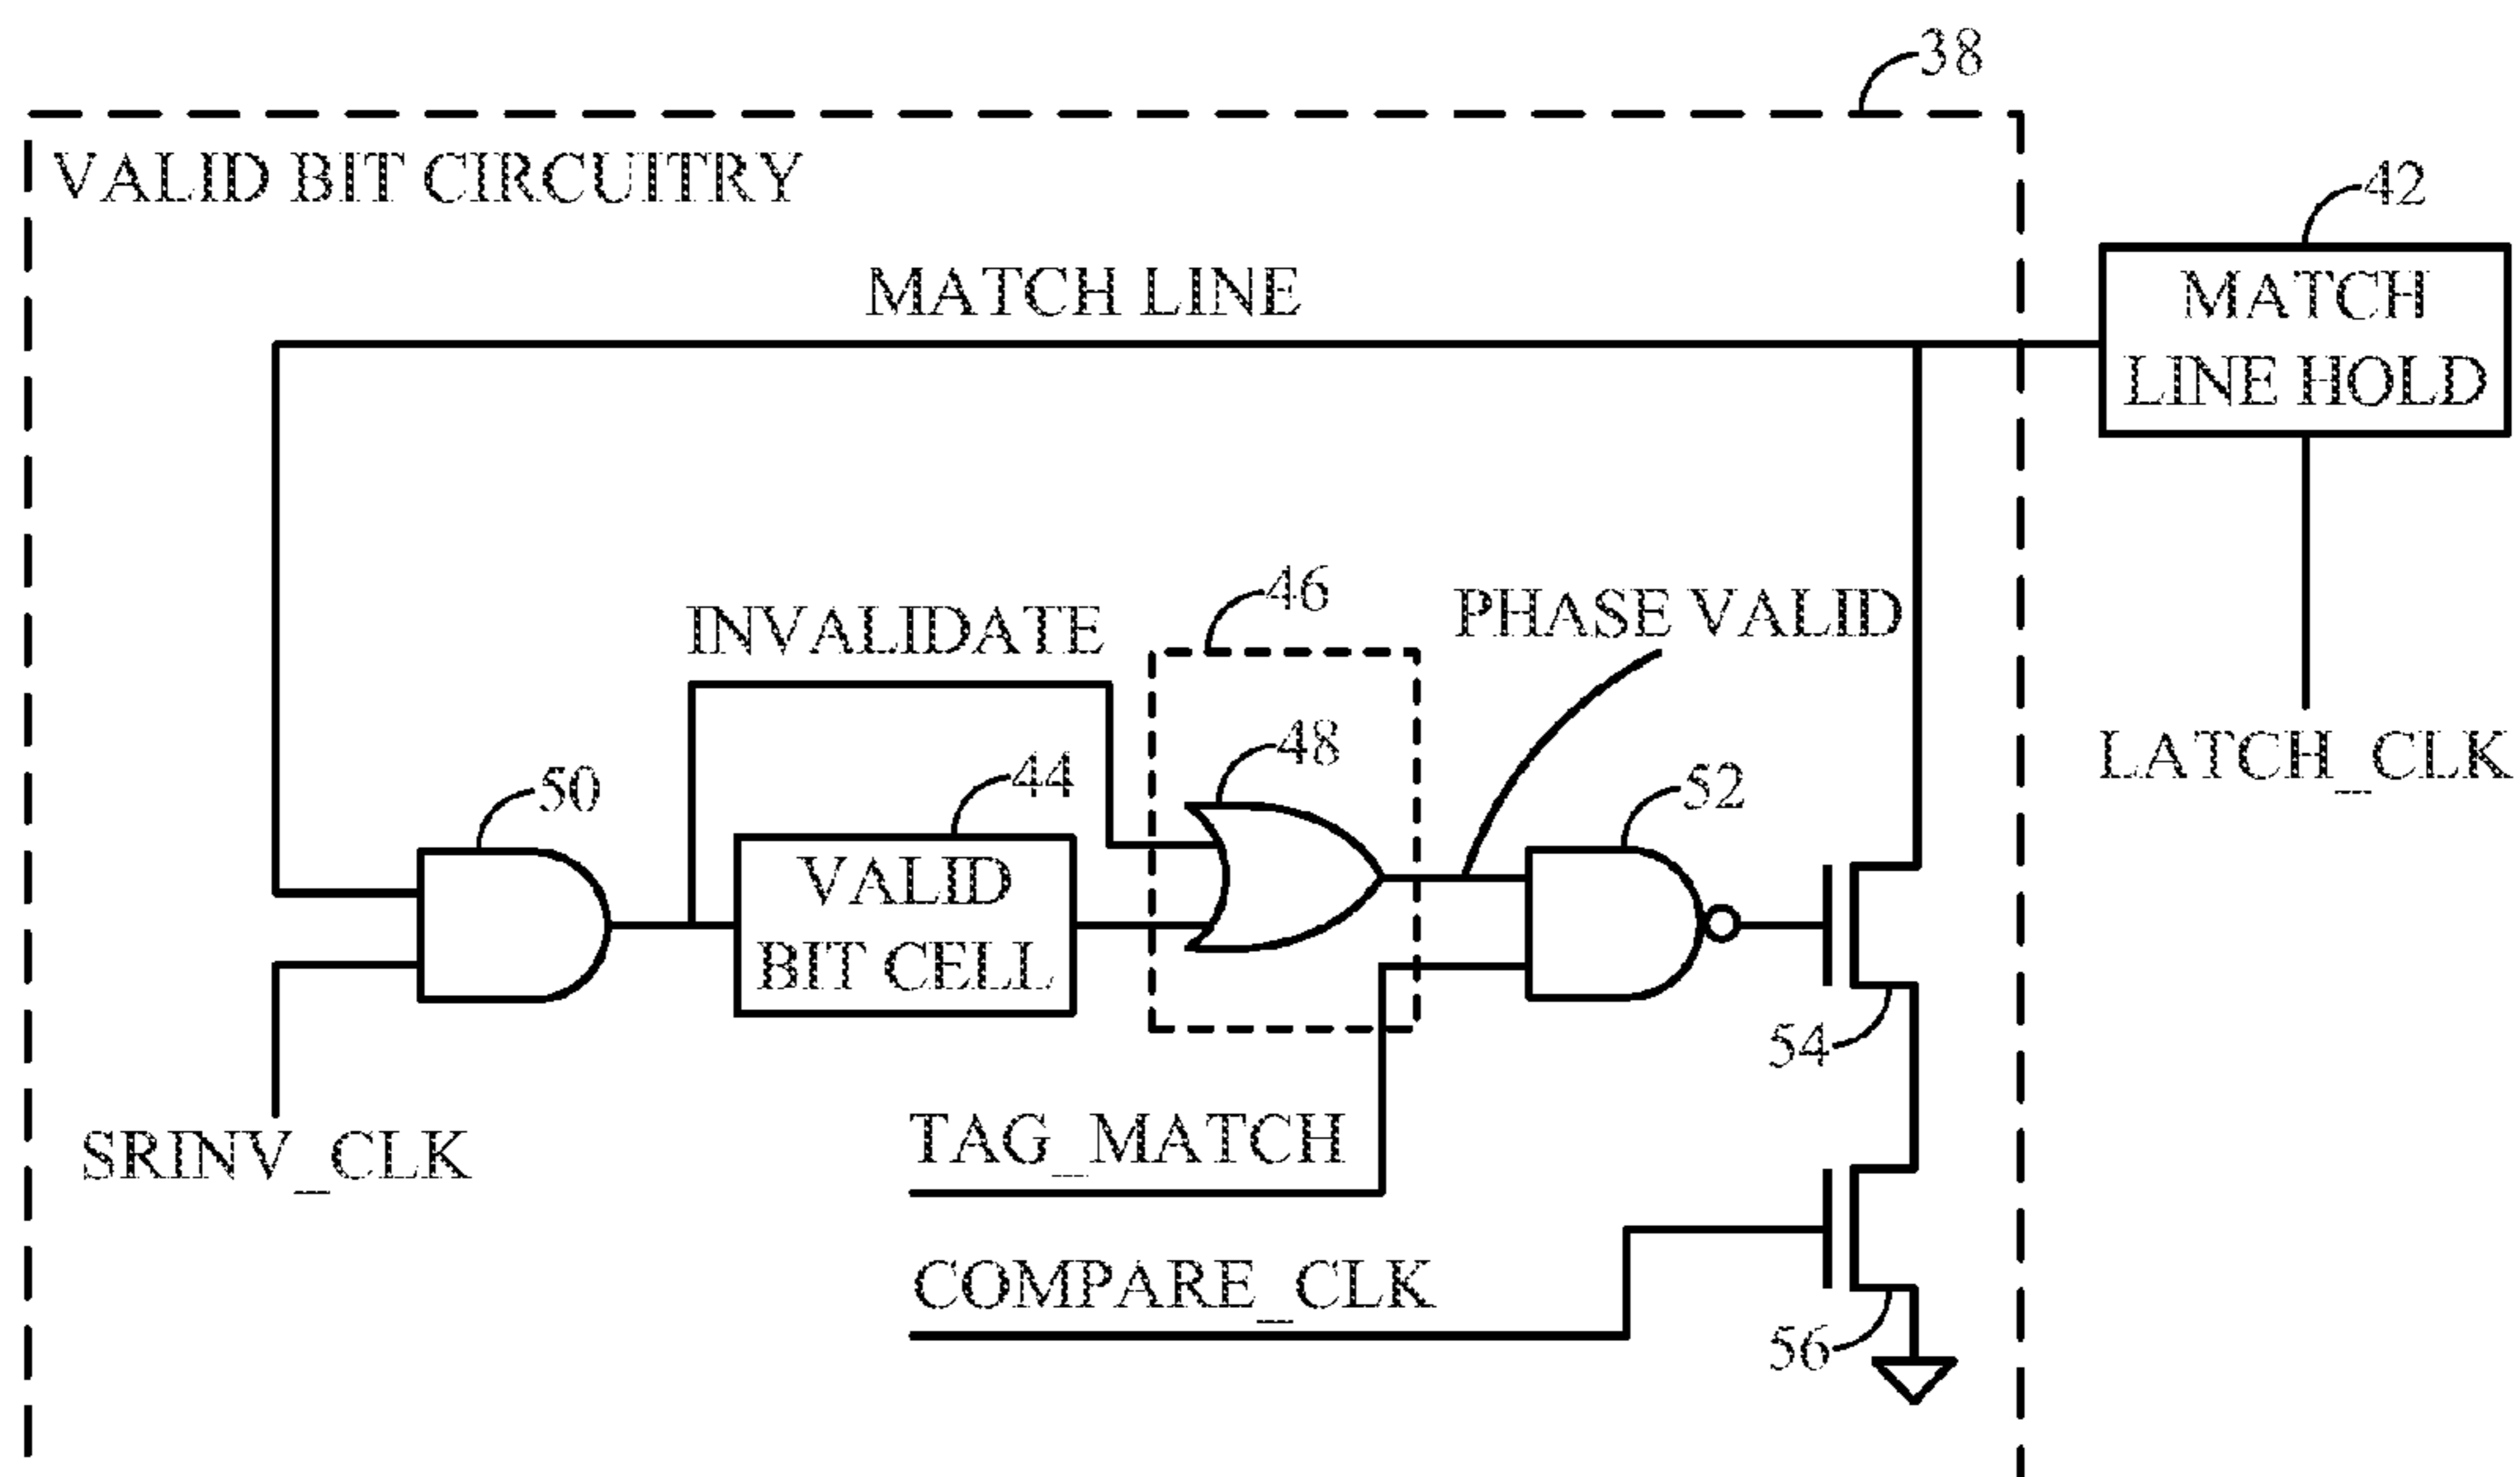 38
VALID BIT CIRCUITRY
42
MATCH LINE
MATCH
LINE HOLD
46
INVALIDATE
PHASE VALID
48
44
50
52
LATCH_CLK
VALID
BIT CELL
54
TAG_MATCH
SRINV_CLK
COMPARE_CLK
56